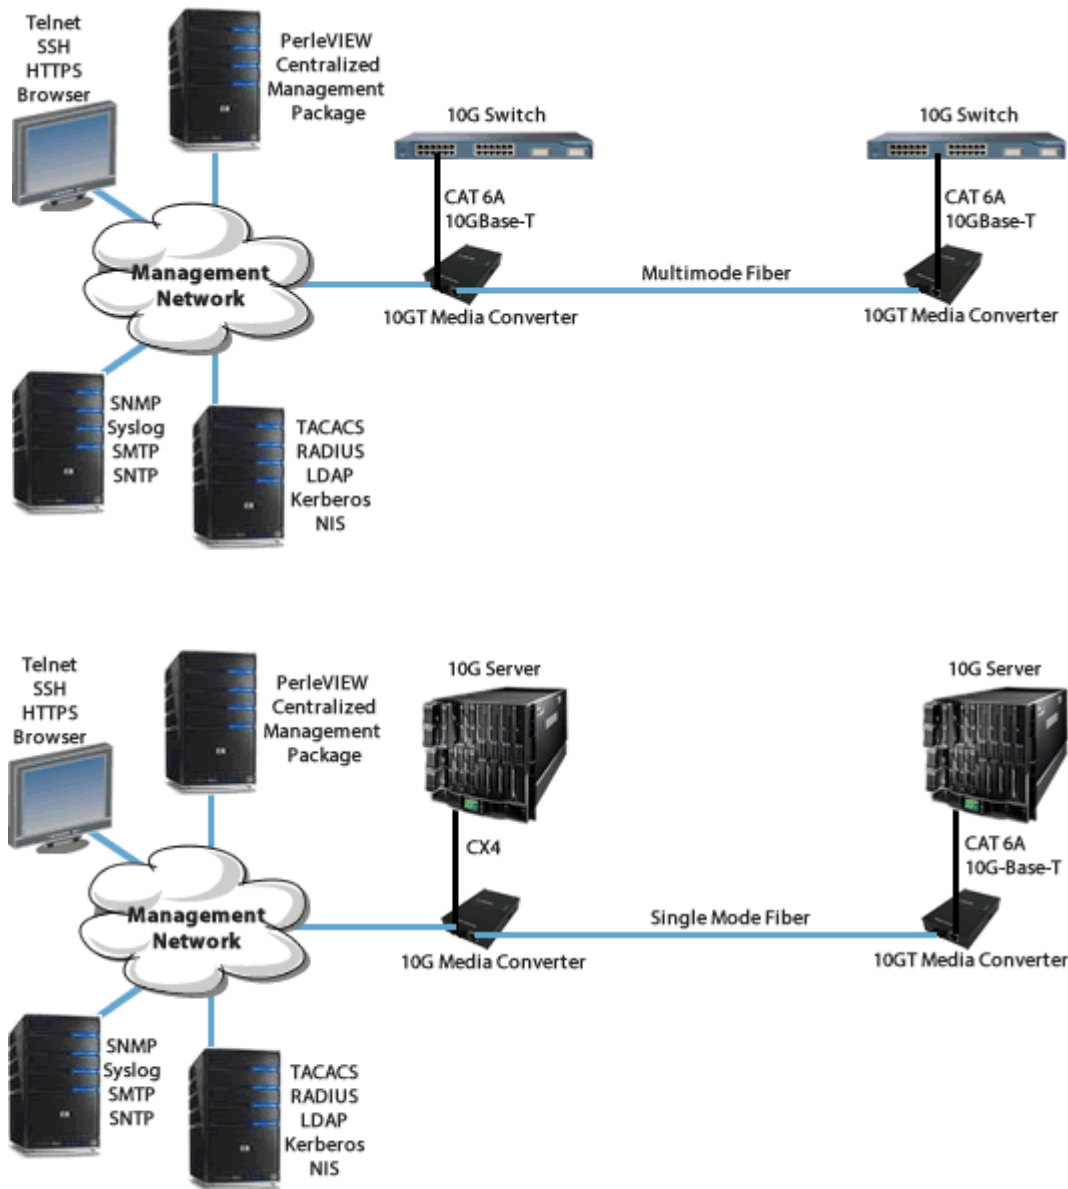 Telnet
SSH
HTTPS
Browser
PerleVIEW
Centralized
Management
Package
10G Switch
10G Switch
CAT 6A
10GBase-T
CAT 6A
10GBase-T
Management
Network
Multimode Fiber
10GT Media Converter
10GT Media Converter
SNMP
Syslog
SMTP
SNTP
TACACS
RADIUS
LDAP
Kerberos
NIS
Telnet
SSH
HTTPS
Browser
PerleVIEW
Centralized
Management
Package
10G Server
10G Server
CX4
CAT 6A
10G-Base-T
Management
Network
Single Mode Fiber
10G Media Converter
10GT Media Converter
SNMP
Syslog
SMTP
SNTP
TACACS
RADIUS
LDAP
Kerberos
NIS